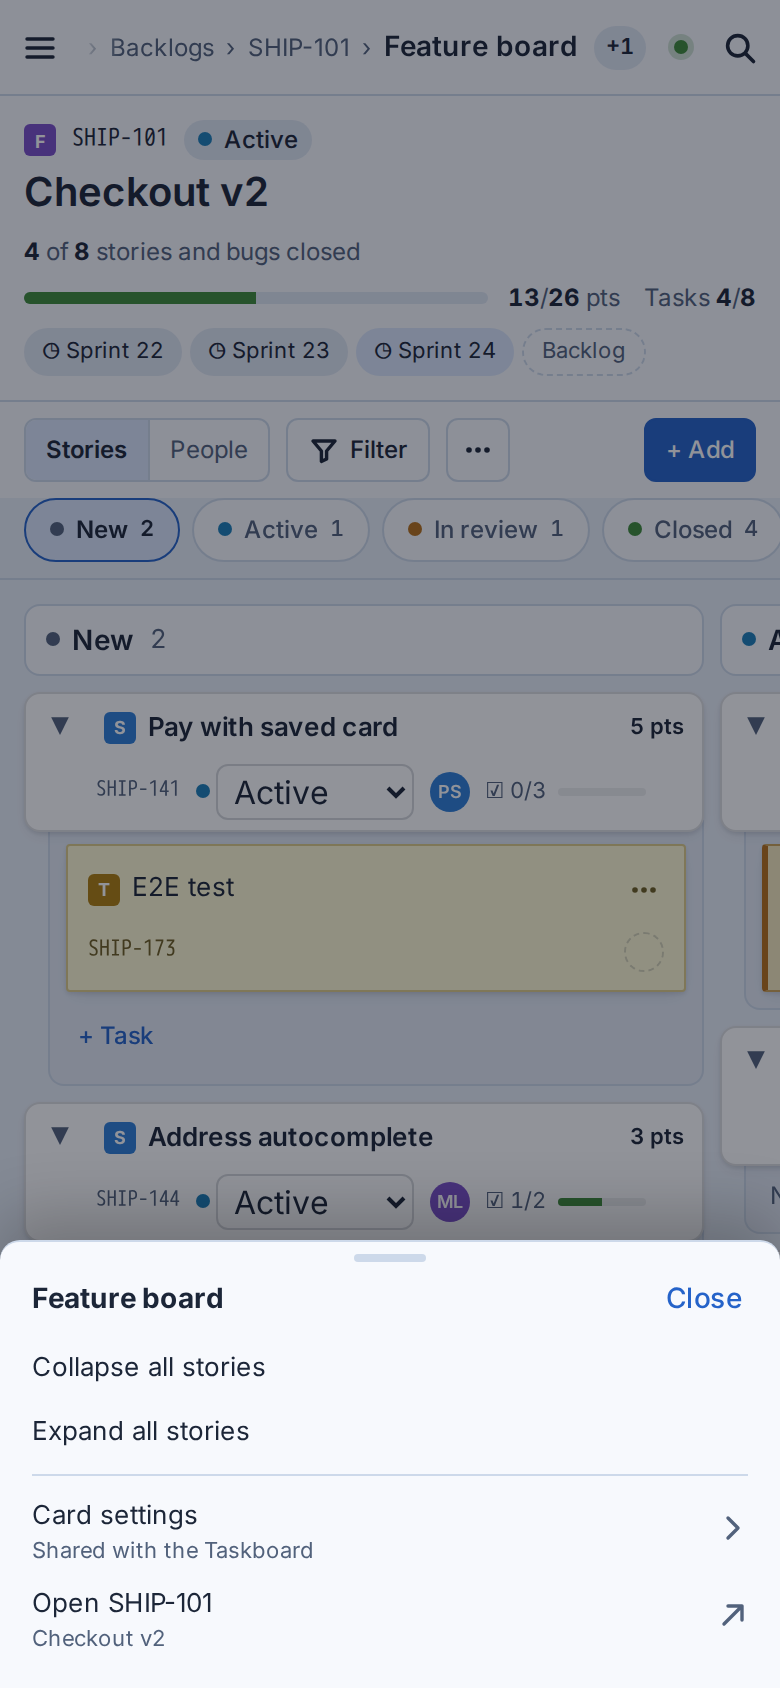 › Backlogs › SHIP-101 › Feature board +1
F SHIP-101 Active
Checkout v2
4 of 8 stories and bugs closed
13/26 pts Tasks 4/8
Sprint 22 Sprint 23 Sprint 24 Backlog
Stories People Filter ••• + Add
New 2 Active 1 In review 1 Closed 4
New 2
S Pay with saved card 5 pts
SHIP-141 Active PS 0/3
T E2E test •••
SHIP-173
+ Task
S Address autocomplete 3 pts
SHIP-144 Active ML 1/2
Feature board Close
Collapse all stories
Expand all stories
Card settings
Shared with the Taskboard
Open SHIP-101
Checkout v2